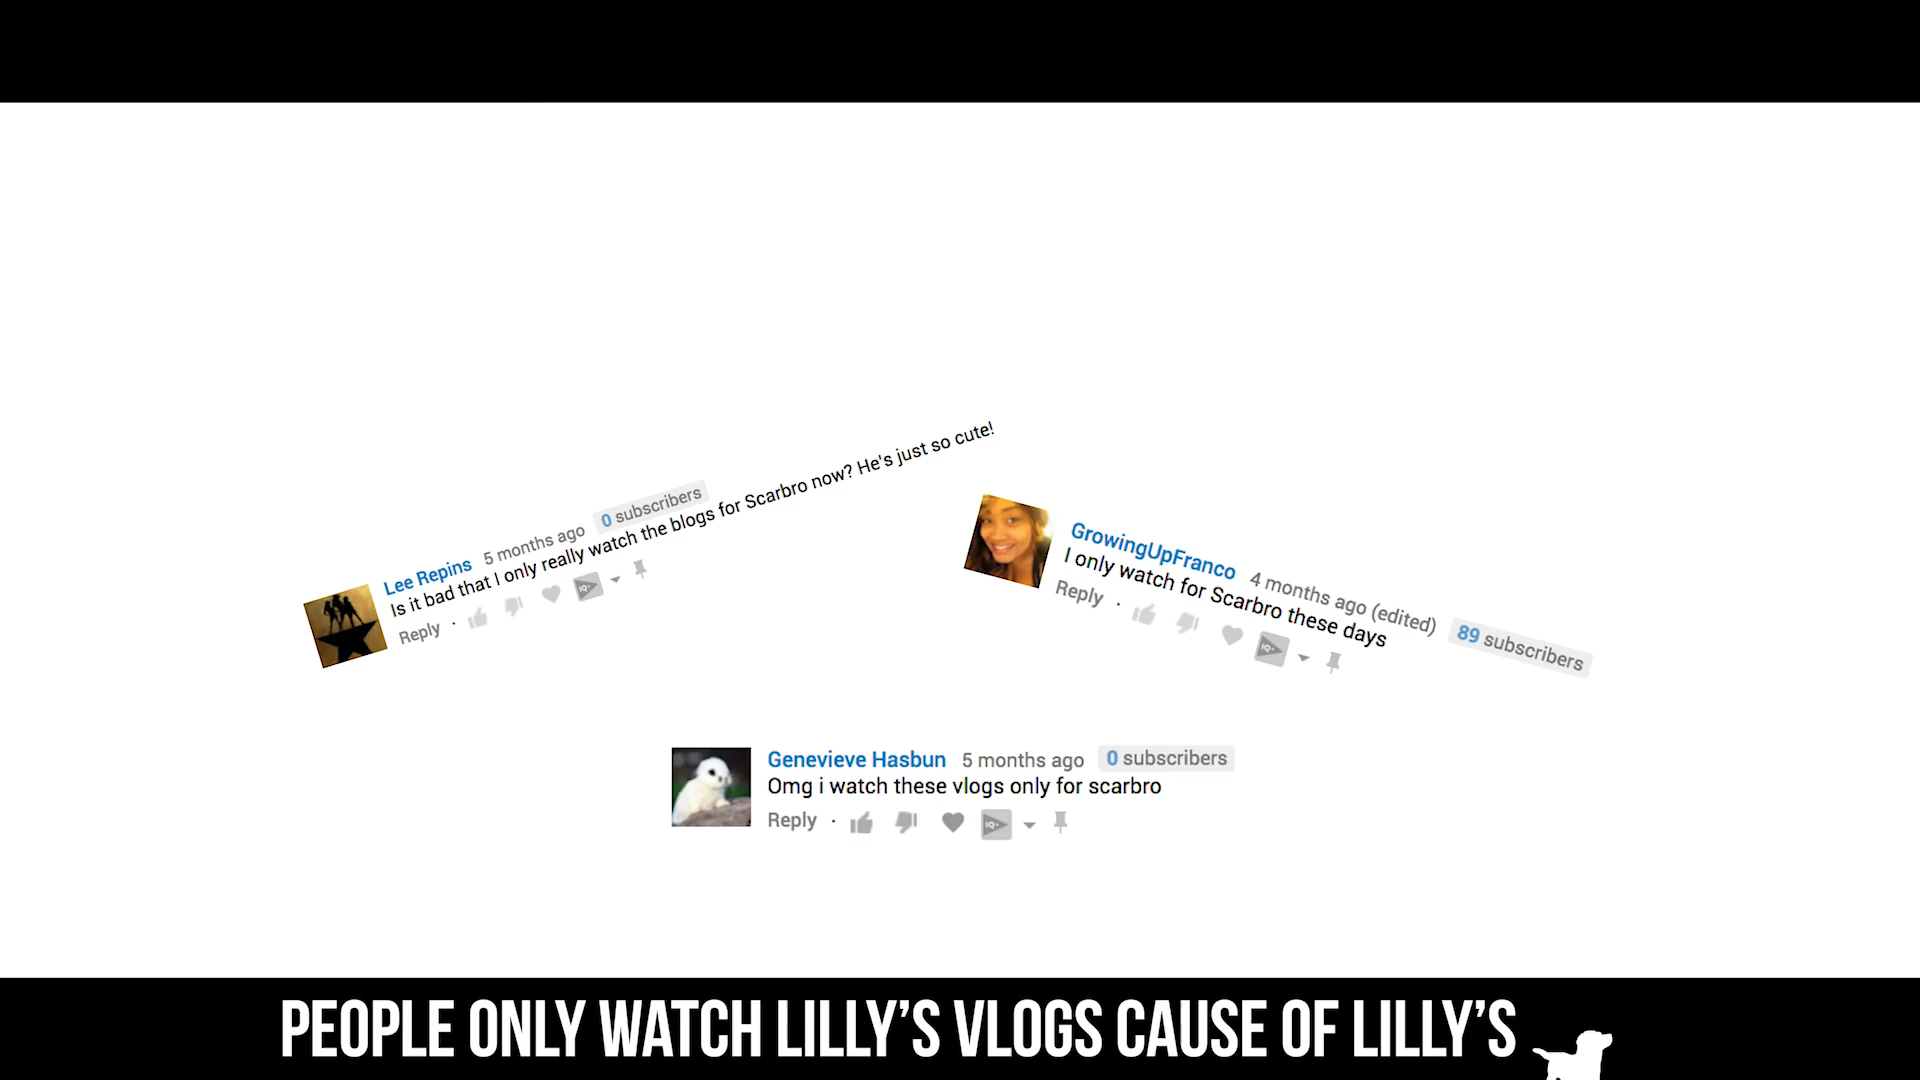 Lee Repins 5 months ago 0 subscribers
Is it bad that I only really watch the blogs for Scarbro now? He's just so cute!
Reply ·
GrowingUpFranco 4 months ago (edited) 89 subscribers
I only watch for Scarbro these days
Reply ·
Genevieve Hasbun 5 months ago 0 subscribers
Omg i watch these vlogs only for scarbro
Reply ·
PEOPLE ONLY WATCH LILLY'S VLOGS CAUSE OF LILLY'S